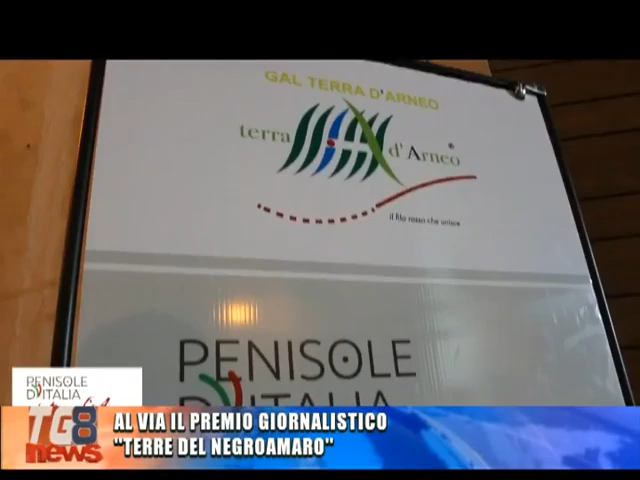 GAL TERRA D'ARNEO
terra d'Arneo ®
il filo rosso che unisce
PENISOLE
D'ITALIA
PENISOLE
D'ITALIA
TG8
news
AL VIA IL PREMIO GIORNALISTICO
"TERRE DEL NEGROAMARO"